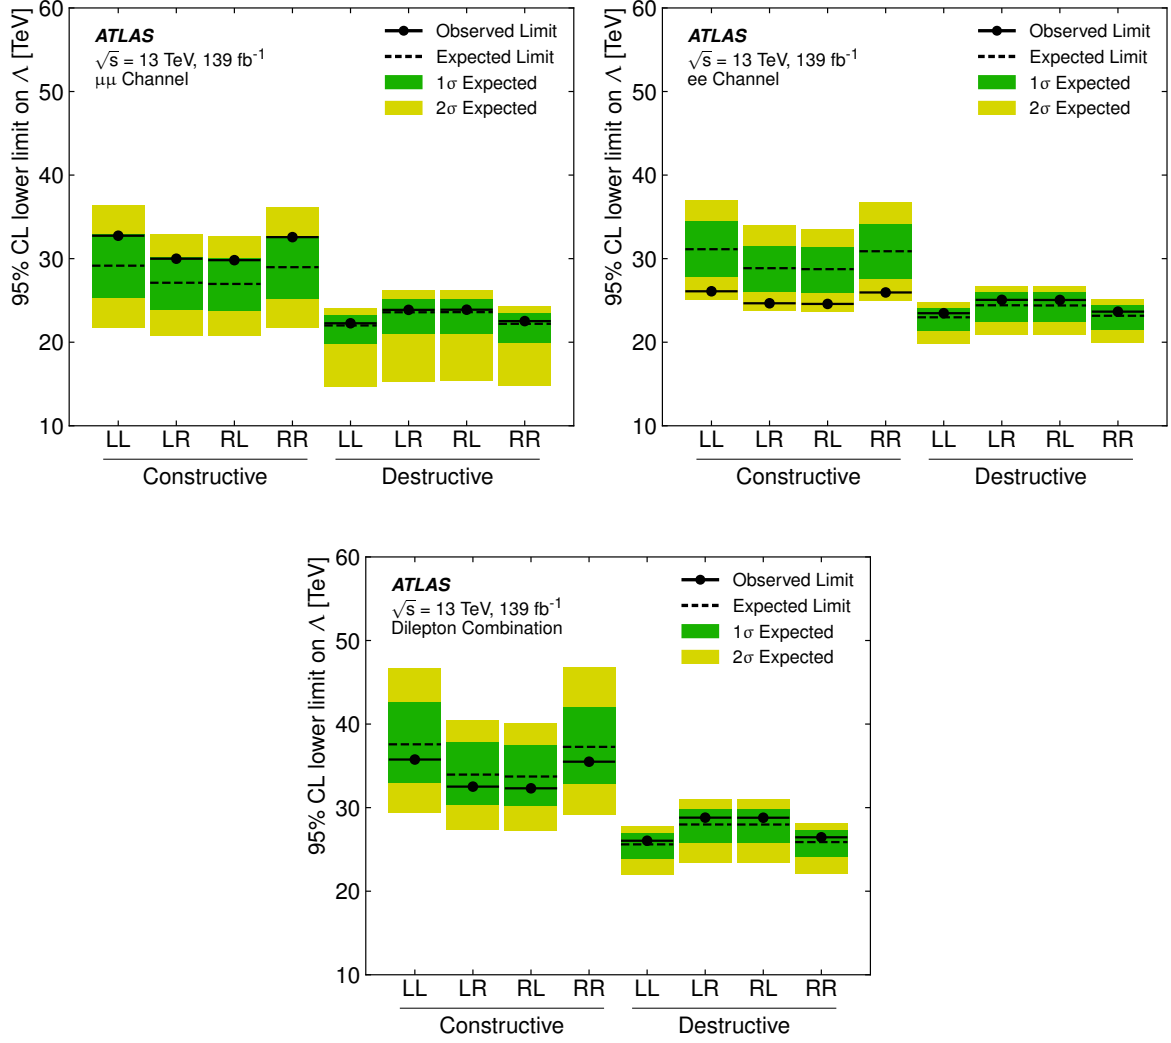 95% CL lower limit on Λ [TeV]
60
50
40
30
20
10
ATLAS
√s = 13 TeV, 139 fb⁻¹
μμ Channel
Observed Limit
Expected Limit
1σ Expected
2σ Expected
LL LR RL RR LL LR RL RR
Constructive Destructive
95% CL lower limit on Λ [TeV]
60
50
40
30
20
10
ATLAS
√s = 13 TeV, 139 fb⁻¹
ee Channel
Observed Limit
Expected Limit
1σ Expected
2σ Expected
LL LR RL RR LL LR RL RR
Constructive Destructive
95% CL lower limit on Λ [TeV]
60
50
40
30
20
10
ATLAS
√s = 13 TeV, 139 fb⁻¹
Dilepton Combination
Observed Limit
Expected Limit
1σ Expected
2σ Expected
LL LR RL RR LL LR RL RR
Constructive Destructive